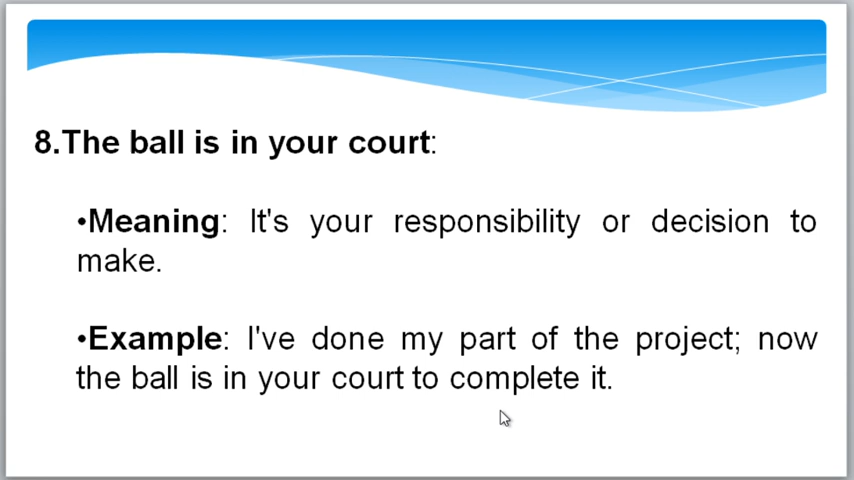 8.The ball is in your court:
•Meaning: It's your responsibility or decision to
make.
•Example: I've done my part of the project; now
the ball is in your court to complete it.